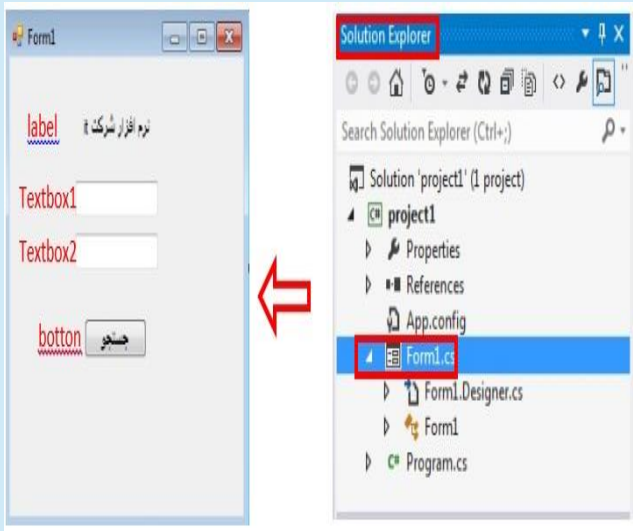 Form1
label نرم افزار شرکت it
Textbox1
Textbox2
botton جستجو
Solution Explorer
Search Solution Explorer (Ctrl+;)
Solution 'project1' (1 project)
C# project1
Properties
References
App.config
Form1.cs
Form1.Designer.cs
Form1
C# Program.cs